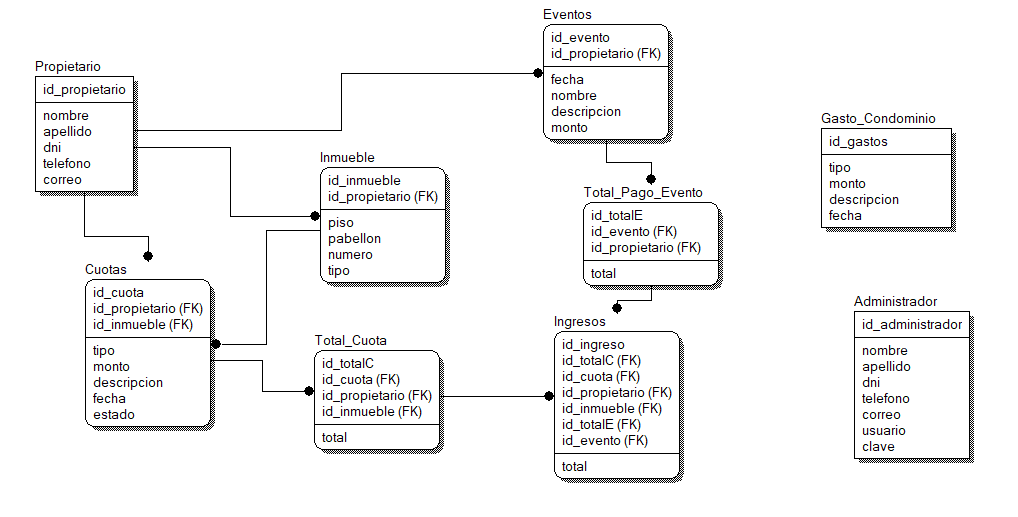 Eventos
id_evento
id_propietario (FK)
fecha
nombre
descripcion
monto
Propietario
id_propietario
nombre
apellido
dni
telefono
correo
Inmueble
id_inmueble
id_propietario (FK)
piso
pabellon
numero
tipo
Gasto_Condominio
id_gastos
tipo
monto
descripcion
fecha
Total_Pago_Evento
id_totalE
id_evento (FK)
id_propietario (FK)
total
Cuotas
id_cuota
id_propietario (FK)
id_inmueble (FK)
tipo
monto
descripcion
fecha
estado
Total_Cuota
id_totalC
id_cuota (FK)
id_propietario (FK)
id_inmueble (FK)
total
Ingresos
id_ingreso
id_totalC (FK)
id_cuota (FK)
id_propietario (FK)
id_inmueble (FK)
id_totalE (FK)
id_evento (FK)
total
Administrador
id_administrador
nombre
apellido
dni
telefono
correo
usuario
clave